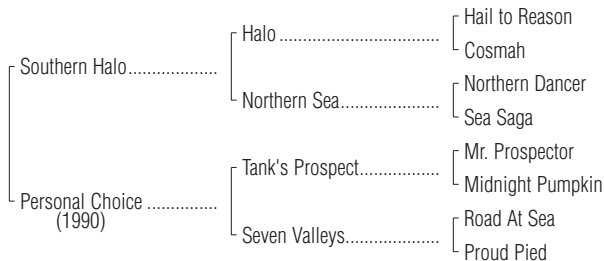 Hail to Reason
Halo ................................................
Cosmah
Southern Halo...................
Northern Dancer
Northern Sea.....................
Sea Saga
Mr. Prospector
Tank's Prospect.................
Midnight Pumpkin
Personal Choice ...............
(1990)
Road At Sea
Seven Valleys....................
Proud Pied